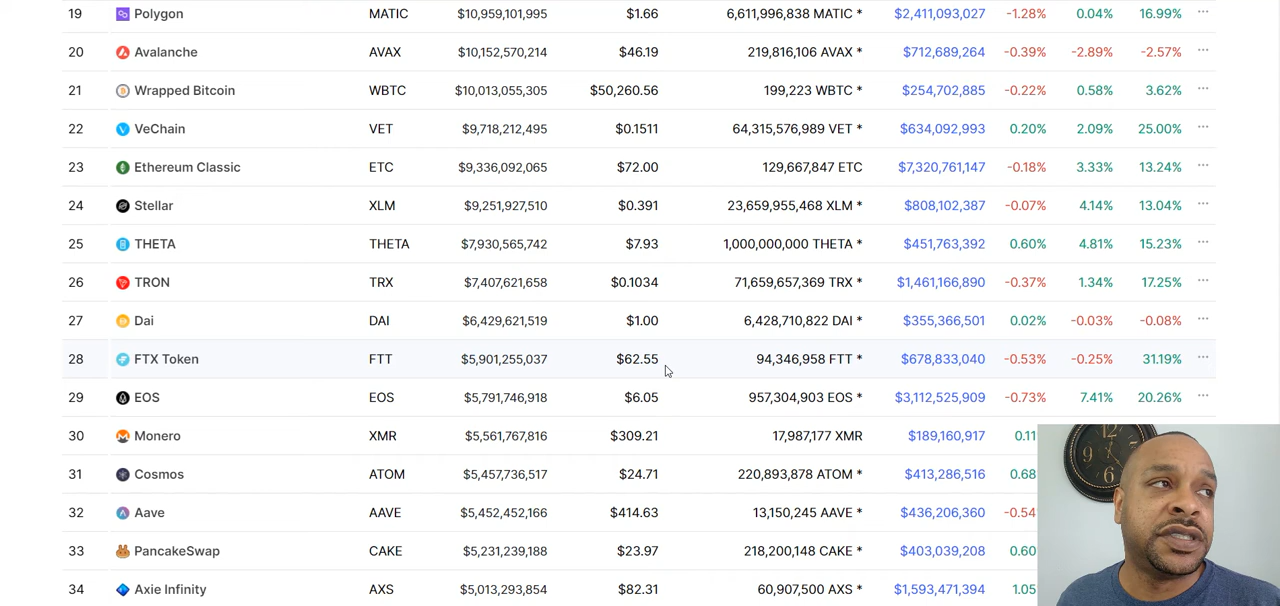 19 Polygon MATIC $10,959,101,995 $1.66 6,611,996,838 MATIC * $2,411,093,027 -1.28% 0.04% 16.99% ...
20 Avalanche AVAX $10,152,570,214 $46.19 219,816,106 AVAX * $712,689,264 -0.39% -2.89% -2.57% ...
21 Wrapped Bitcoin WBTC $10,013,055,305 $50,260.56 199,223 WBTC * $254,702,885 -0.22% 0.58% 3.62% ...
22 VeChain VET $9,718,212,495 $0.1511 64,315,576,989 VET * $634,092,993 0.20% 2.09% 25.00% ...
23 Ethereum Classic ETC $9,336,092,065 $72.00 129,667,847 ETC $7,320,761,147 -0.18% 3.33% 13.24% ...
24 Stellar XLM $9,251,927,510 $0.391 23,659,955,468 XLM * $808,102,387 -0.07% 4.14% 13.04% ...
25 THETA THETA $7,930,565,742 $7.93 1,000,000,000 THETA * $451,763,392 0.60% 4.81% 15.23% ...
26 TRON TRX $7,407,621,658 $0.1034 71,659,657,369 TRX * $1,461,166,890 -0.37% 1.34% 17.25% ...
27 Dai DAI $6,429,621,519 $1.00 6,428,710,822 DAI * $355,366,501 0.02% -0.03% -0.08% ...
28 FTX Token FTT $5,901,255,037 $62.55 94,346,958 FTT * $678,833,040 -0.53% -0.25% 31.19% ...
29 EOS EOS $5,791,746,918 $6.05 957,304,903 EOS * $3,112,525,909 -0.73% 7.41% 20.26% ...
30 Monero XMR $5,561,767,816 $309.21 17,987,177 XMR $189,160,917 0.11
31 Cosmos ATOM $5,457,736,517 $24.71 220,893,878 ATOM * $413,286,516 0.68
32 Aave AAVE $5,452,452,166 $414.63 13,150,245 AAVE * $436,206,360 -0.54
33 PancakeSwap CAKE $5,231,239,188 $23.97 218,200,148 CAKE * $403,039,208 0.60
34 Axie Infinity AXS $5,013,293,854 $82.31 60,907,500 AXS * $1,593,471,394 1.05
12
9
6